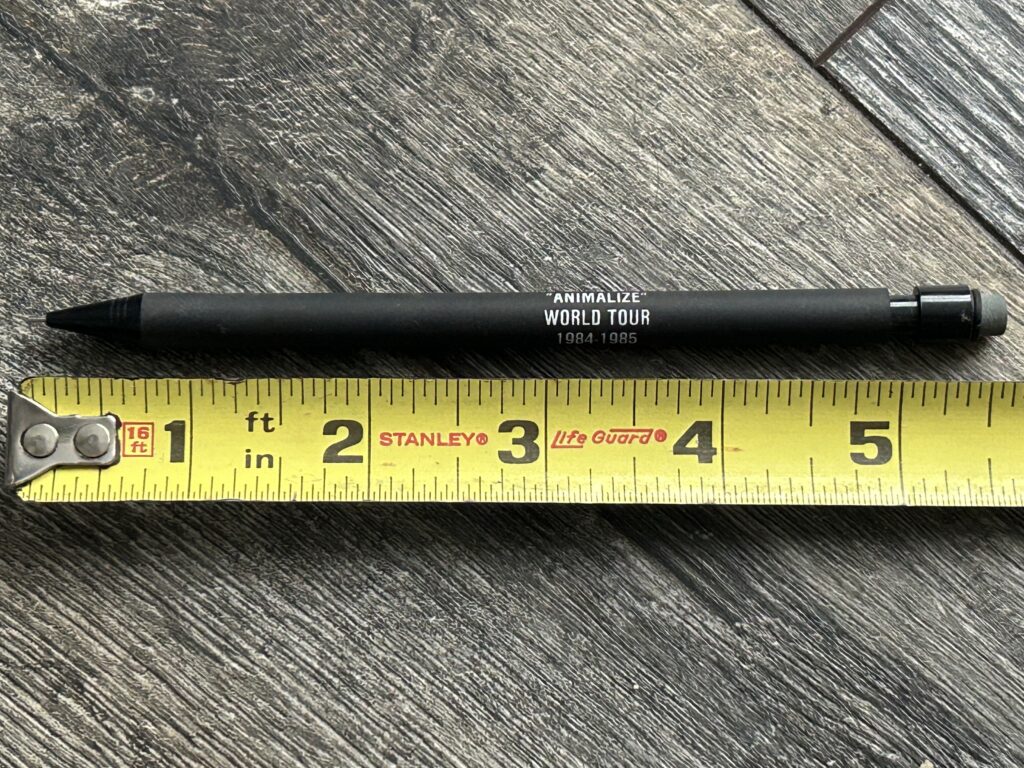 "ANIMALIZE"
WORLD TOUR
1984-1985
16
ft
1
ft
in
2
STANLEY®
3
Life Guard®
4
5